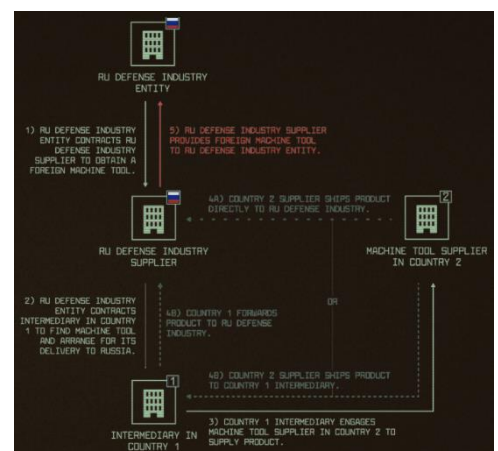 RU DEFENSE INDUSTRY
ENTITY
1) RU DEFENSE INDUSTRY
ENTITY CONTRACTS RU
DEFENSE INDUSTRY
SUPPLIER TO OBTAIN A
FOREIGN MACHINE TOOL.
5) RU DEFENSE INDUSTRY SUPPLIER
PROVIDES FOREIGN MACHINE TOOL
TO RU DEFENSE INDUSTRY ENTITY.
4A) COUNTRY 2 SUPPLIER SHIPS PRODUCT
DIRECTLY TO RU DEFENSE INDUSTRY.
2
RU DEFENSE INDUSTRY
SUPPLIER
MACHINE TOOL SUPPLIER
IN COUNTRY 2
2) RU DEFENSE INDUSTRY
ENTITY CONTRACTS
INTERMEDIARY IN COUNTRY
1 TO FIND MACHINE TOOL
AND ARRANGE FOR ITS
DELIVERY TO RUSSIA.
4B) COUNTRY 1 FORWARDS
PRODUCT TO RU DEFENSE
INDUSTRY.
OR
4B) COUNTRY 2 SUPPLIER SHIPS PRODUCT
TO COUNTRY 1 INTERMEDIARY.
1
INTERMEDIARY IN
COUNTRY 1
3) COUNTRY 1 INTERMEDIARY ENGAGES
MACHINE TOOL SUPPLIER IN COUNTRY 2 TO
SUPPLY PRODUCT.